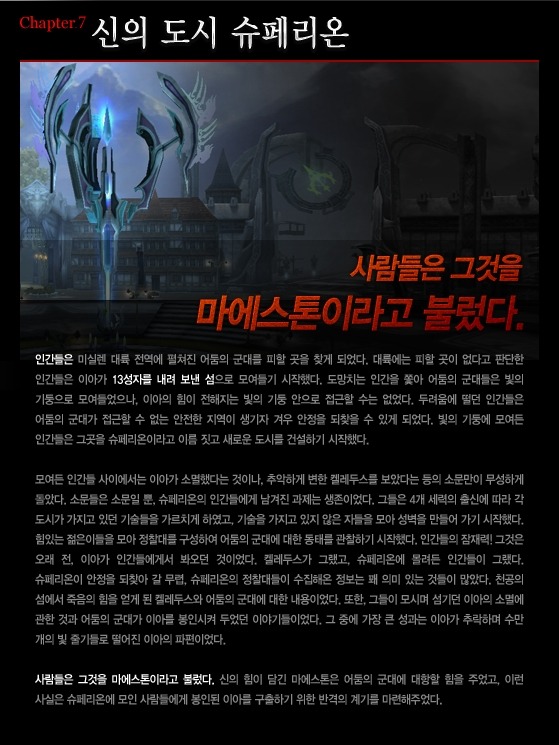 Chapter 7 신의 도시 슈페리온
사람들은 그것을
마에스톤이라고 불렀다.
인간들은 미실렌 대륙 전역에 펼쳐진 어둠의 군대를 피할 곳을 찾게 되었다. 대륙에는 피할 곳이 없다고 판단한
인간들은 이아가 13성자를 내려 보낸 섬으로 모여들기 시작했다. 도망치는 인간을 쫓아 어둠의 군대들은 빛의
기둥으로 모여들었으나, 이아의 힘이 전해지는 빛의 기둥 안으로 접근할 수는 없었다. 두려움에 떨던 인간들은
어둠의 군대가 접근할 수 없는 안전한 지역이 생기자 겨우 안정을 되찾을 수 있게 되었다. 빛의 기둥에 모여든
인간들은 그곳을 슈페리온이라고 이름 짓고 새로운 도시를 건설하기 시작했다.
모여든 인간들 사이에서는 이아가 소멸했다는 것이나, 추악하게 변한 켈레두스를 보았다는 등의 소문만이 무성하게
돌았다. 소문들은 소문일 뿐, 슈페리온의 인간들에게 남겨진 과제는 생존이었다. 그들은 4개 세력의 출신에 따라 각
도시가 가지고 있던 기술들을 가르치게 하였고, 기술을 가지고 있지 않은 자들을 모아 성벽을 만들어 가기 시작했다.
힘있는 젊은이들을 모아 정찰대를 구성하여 어둠의 군대에 대한 동태를 관찰하기 시작했다. 인간들의 잠재력! 그것은
오래 전, 이아가 인간들에게서 봐오던 것이었다. 켈레두스가 그랬고, 슈페리온에 몰려든 인간들이 그랬다.
슈페리온이 안정을 되찾아 갈 무렵, 슈페리온의 정찰대들이 수집해온 정보는 꽤 의미 있는 것들이 많았다. 천공의
섬에서 죽음의 힘을 얻게 된 켈레두스와 어둠의 군대에 대한 내용이었다. 또한, 그들이 모시며 섬기던 이아의 소멸에
관한 것과 어둠의 군대가 이아를 봉인시켜 두었던 이야기들이었다. 그 중에 가장 큰 성과는 이아가 추락하며 수만
개의 빛 줄기들로 떨어진 이아의 파편이었다.
사람들은 그것을 마에스톤이라고 불렀다. 신의 힘이 담긴 마에스톤은 어둠의 군대에 대항할 힘을 주었고, 이런
사실은 슈페리온에 모인 사람들에게 봉인된 이아를 구출하기 위한 반격의 계기를 마련해주었다.